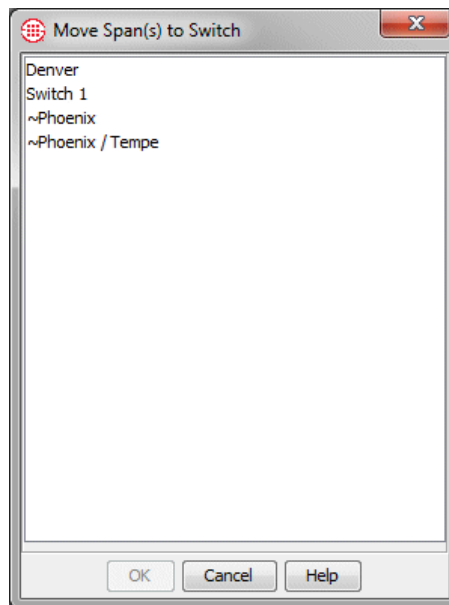 Move Span(s) to Switch
Denver
Switch 1
~Phoenix
~Phoenix / Tempe
OK Cancel Help